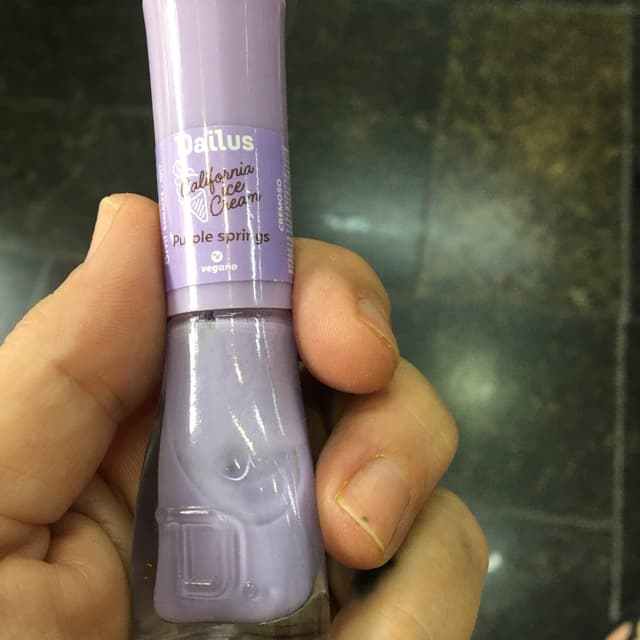 Dailus
California
ice
Cream
Purple springs
V
vegano
CREMOSO
D.